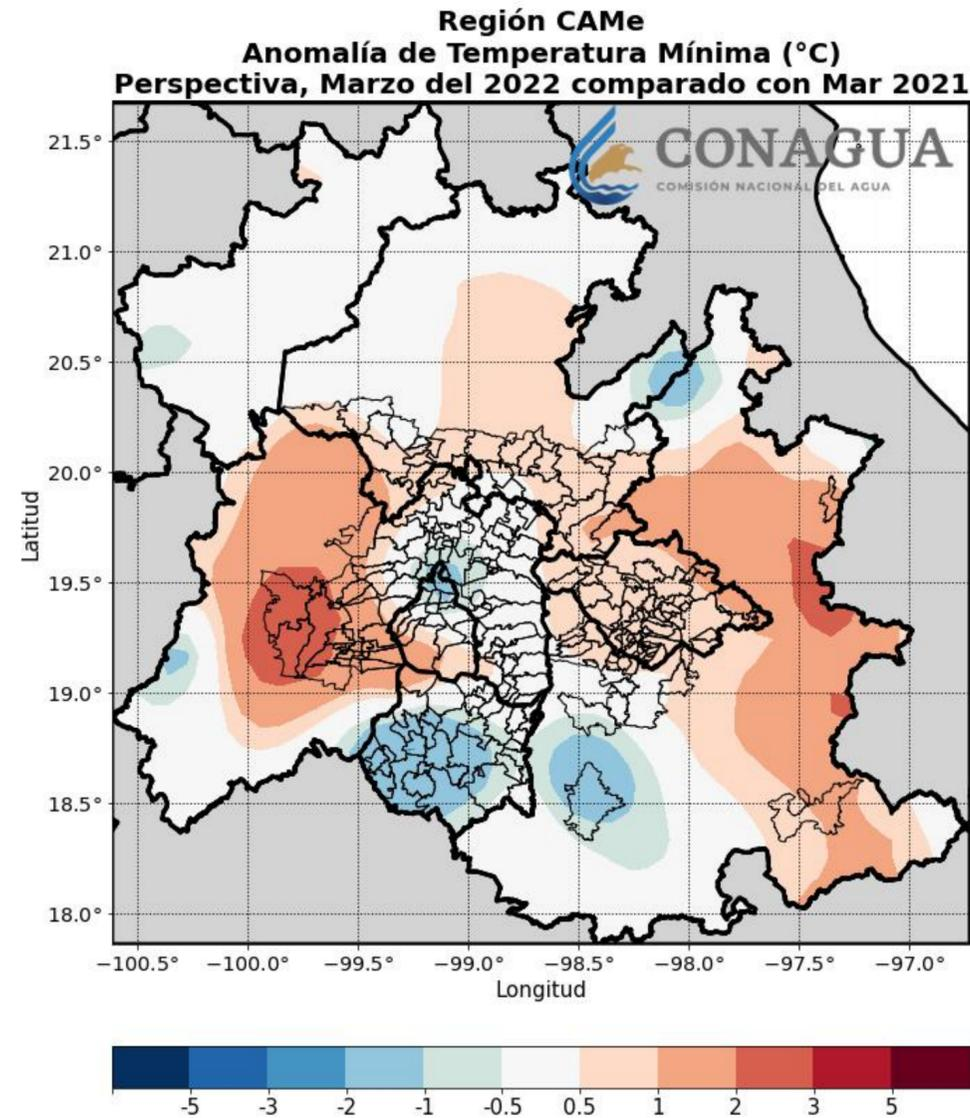 Región CAMe
Anomalía de Temperatura Mínima (°C)
Perspectiva, Marzo del 2022 comparado con Mar 2021
CONAGUA
COMISIÓN NACIONAL DEL AGUA
21.5°
21.0°
20.5°
20.0°
19.5°
19.0°
18.5°
18.0°
Latitud
−100.5° −100.0° −99.5° −99.0° −98.5° −98.0° −97.5° −97.0°
Longitud
-5 -3 -2 -1 -0.5 0.5 1 2 3 5